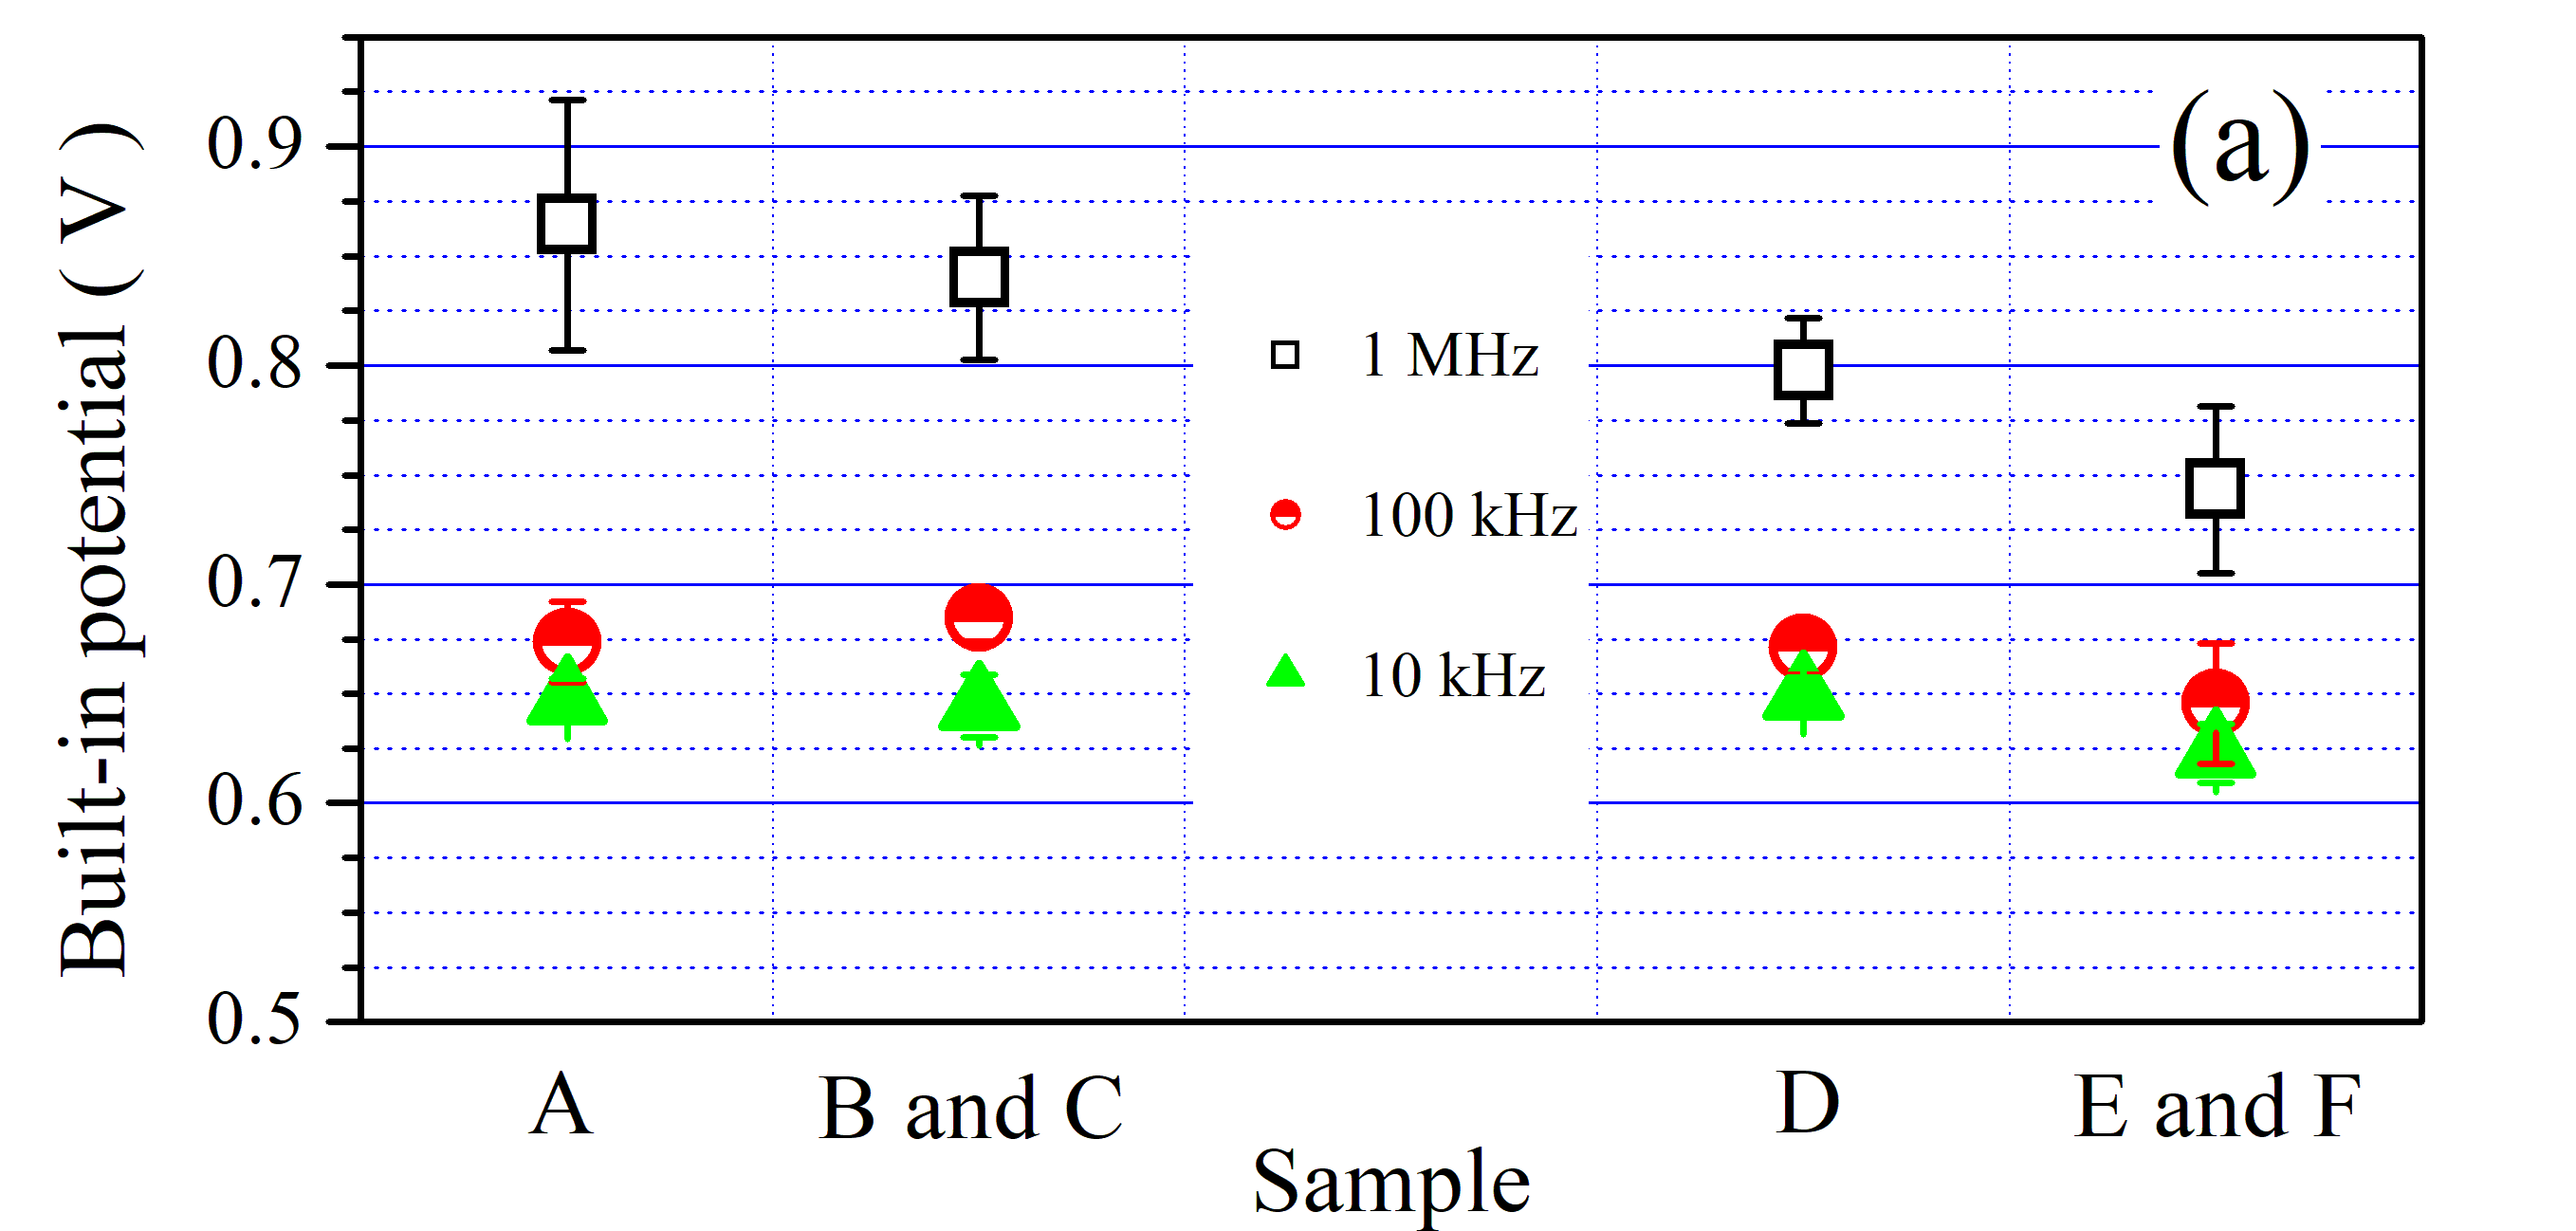 Built-in potential ( V )
0.9
0.8
0.7
0.6
0.5
(a)
1 MHz
100 kHz
10 kHz
A
B and C
D
E and F
Sample